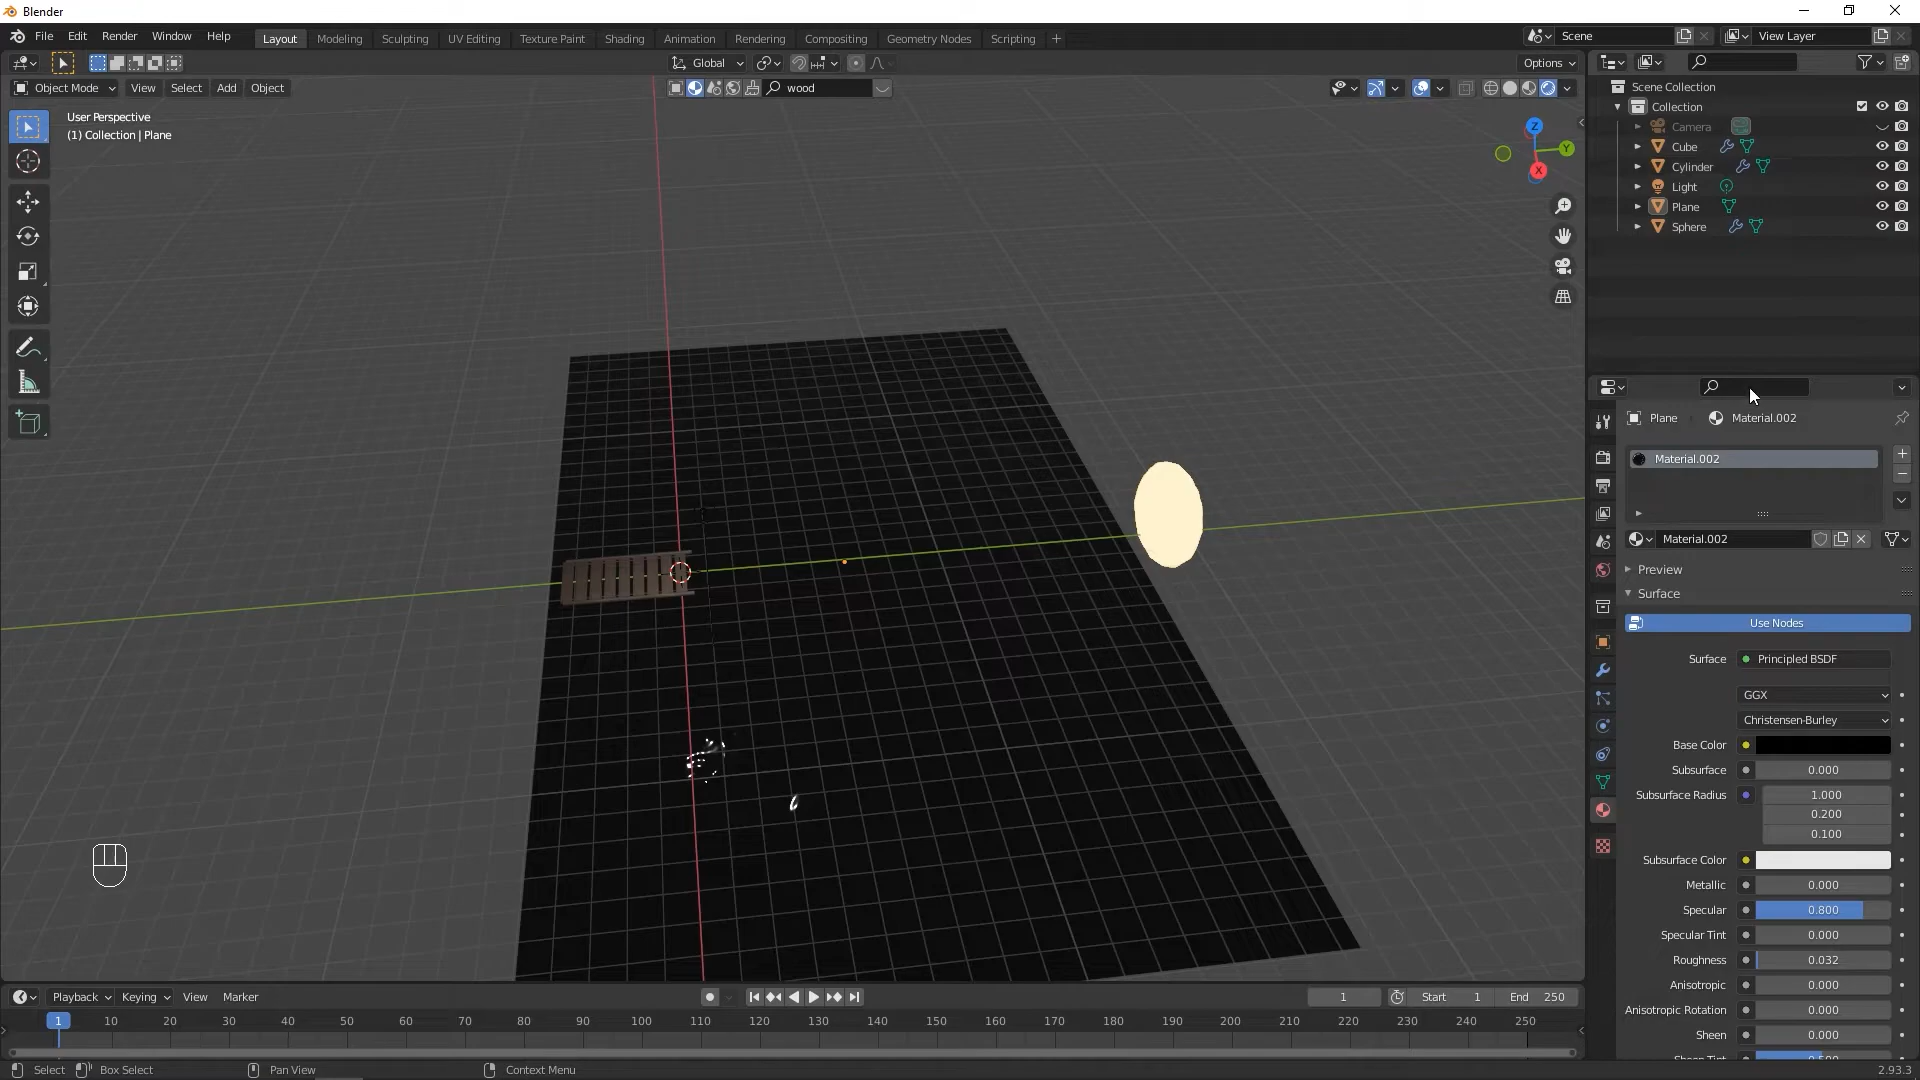 Blender
File Edit Render Window Help Layout Modeling Sculpting UV Editing Texture Paint Shading Animation Rendering Compositing Geometry Nodes Scripting + Scene View Layer
Global Options
Object Mode View Select Add Object wood
User Perspective
(1) Collection | Plane
Z
Y
X
Scene Collection
Collection
Camera
Cube
Cylinder
Light
Plane
Sphere
Plane Material.002
Material.002
Material.002
Preview
Surface
Use Nodes
Surface Principled BSDF
GGX
Christensen-Burley
Base Color
Subsurface 0.000
Subsurface Radius 1.000
0.200
0.100
Subsurface Color
Metallic 0.000
Specular 0.800
Specular Tint 0.000
Roughness 0.032
Anisotropic 0.000
Anisotropic Rotation 0.000
Sheen 0.000
Playback Keying View Marker 1 Start 1 End 250
1 10 20 30 40 50 60 70 80 90 100 110 120 130 140 150 160 170 180 190 200 210 220 230 240 250
Select Box Select Pan View Context Menu 2.93.3